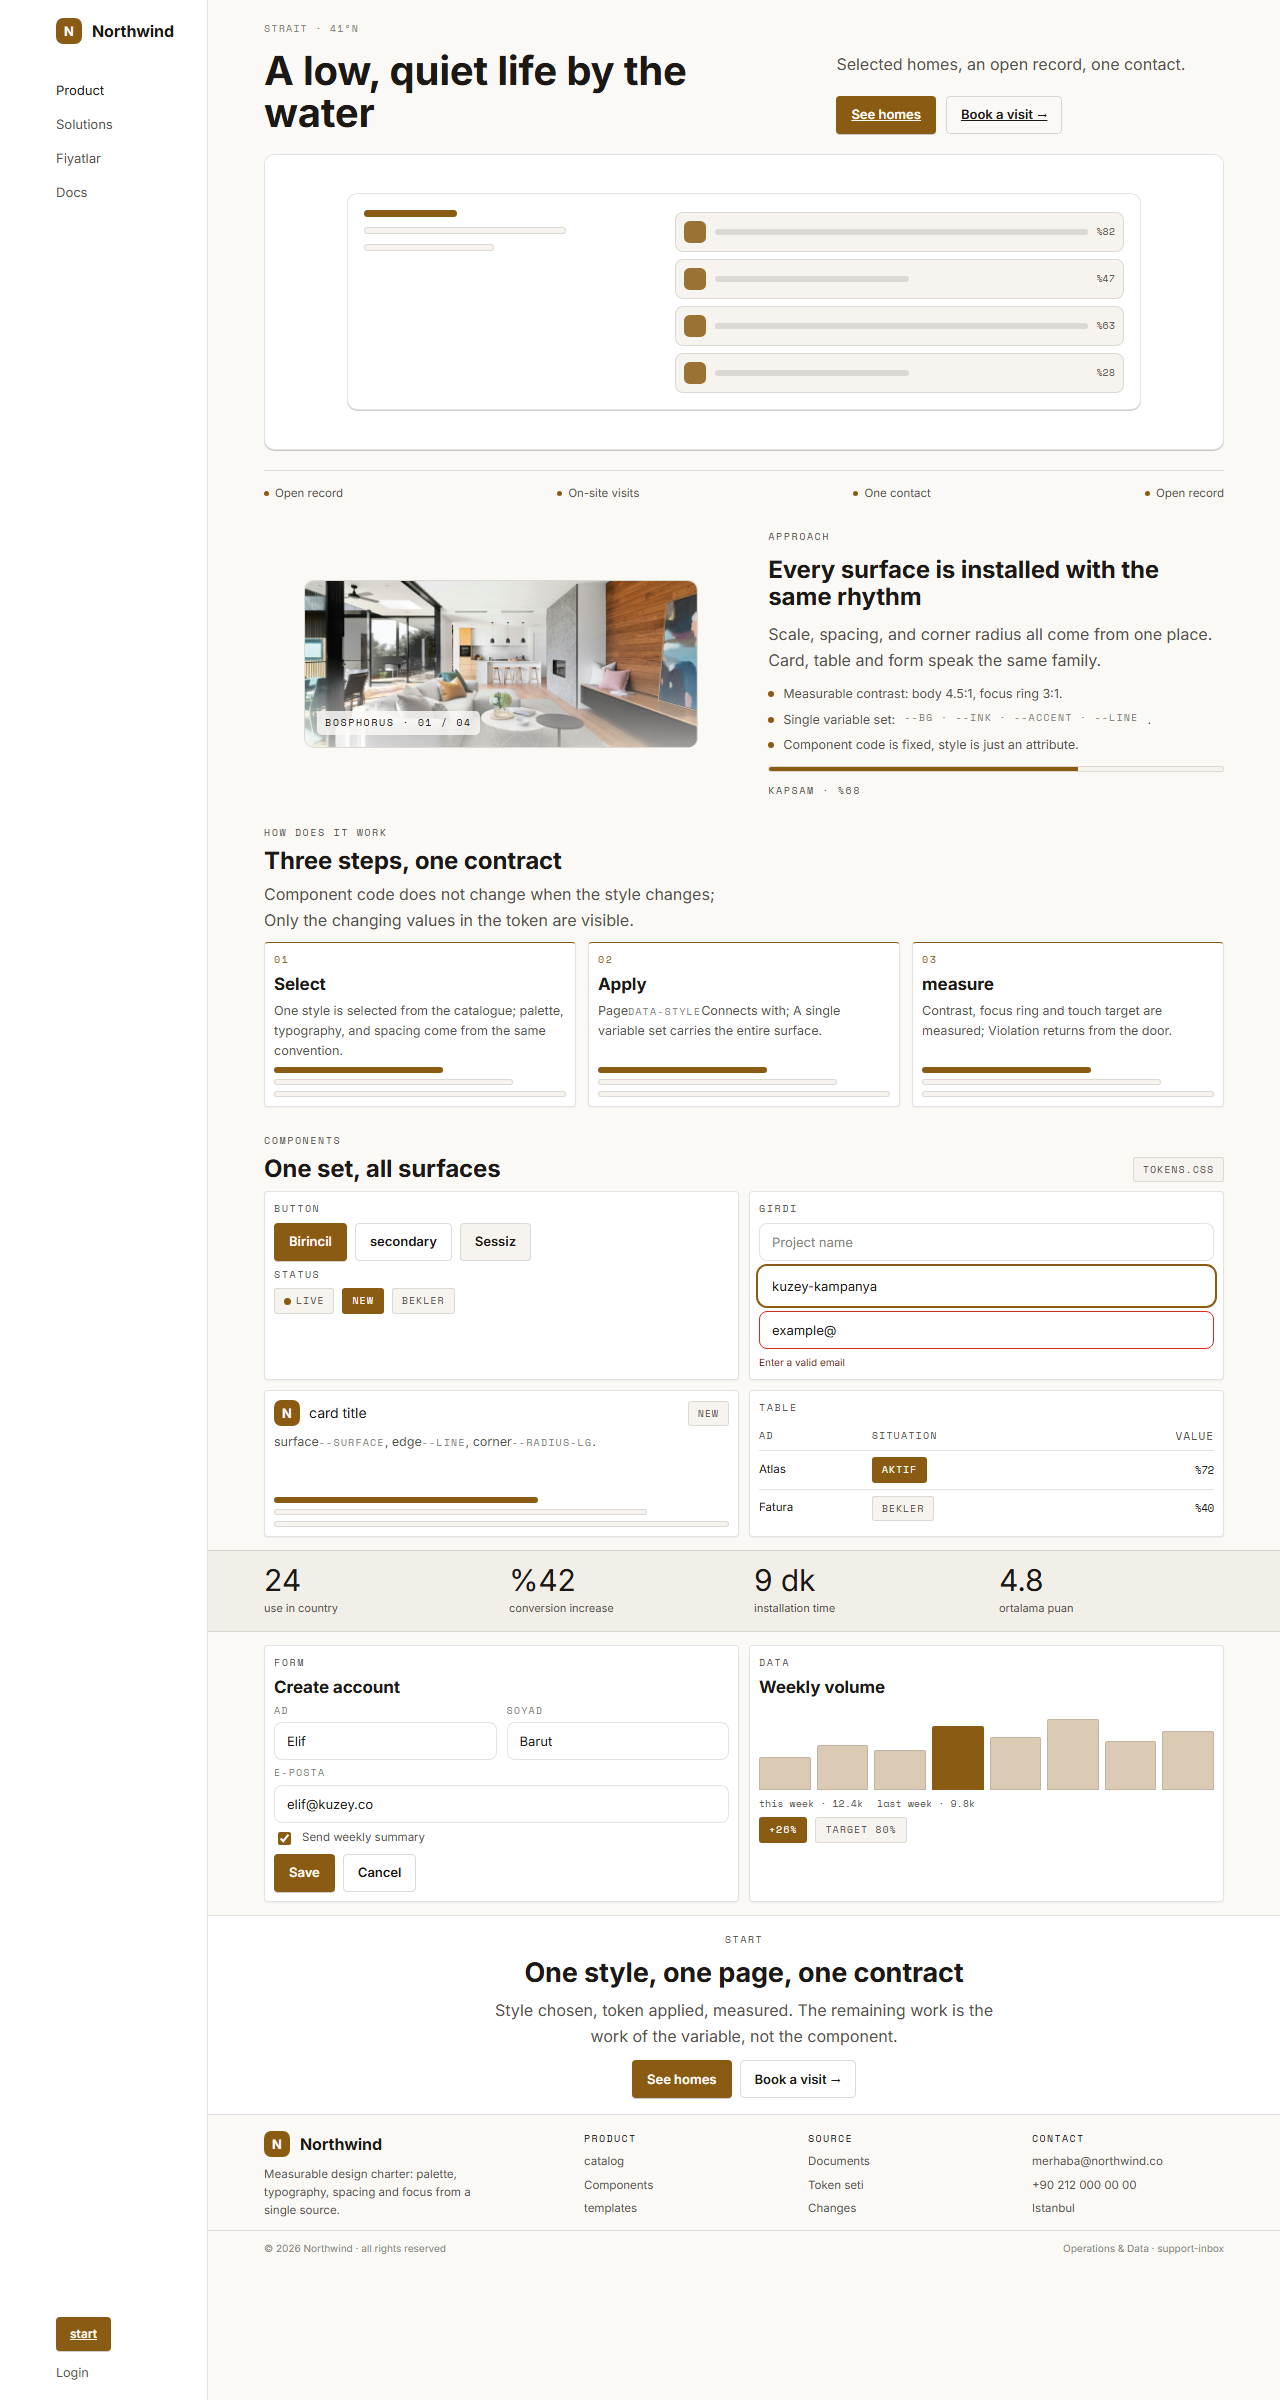 N Northwind
Product
Solutions
Fiyatlar
Docs
STRAIT · 41°N
A low, quiet life by the
water
Selected homes, an open record, one contact.
See homes
Book a visit →
%82
%47
%63
%28
Open record
On-site visits
One contact
Open record
BOSPHORUS · 01 / 04
APPROACH
Every surface is installed with the
same rhythm
Scale, spacing, and corner radius all come from one place.
Card, table and form speak the same family.
Measurable contrast: body 4.5:1, focus ring 3:1.
Single variable set: --BG · --INK · --ACCENT · --LINE .
Component code is fixed, style is just an attribute.
KAPSAM · %68
HOW DOES IT WORK
Three steps, one contract
Component code does not change when the style changes;
Only the changing values in the token are visible.
01
Select
One style is selected from the catalogue; palette,
typography, and spacing come from the same
convention.
02
Apply
PageDATA-STYLEConnects with; A single
variable set carries the entire surface.
03
measure
Contrast, focus ring and touch target are
measured; Violation returns from the door.
COMPONENTS
One set, all surfaces
TOKENS.CSS
BUTTON
Birincil
secondary
Sessiz
STATUS
LIVE
NEW
BEKLER
GIRDI
Project name
kuzey-kampanya
example@
Enter a valid email
N card title
NEW
surface--SURFACE, edge--LINE, corner--RADIUS-LG.
TABLE
AD SITUATION VALUE
Atlas AKTIF %72
Fatura BEKLER %40
24
use in country
%42
conversion increase
9 dk
installation time
4.8
ortalama puan
FORM
Create account
AD
Elif
SOYAD
Barut
E-POSTA
elif@kuzey.co
Send weekly summary
Save
Cancel
DATA
Weekly volume
this week · 12.4k last week · 9.8k
+26%
TARGET 80%
START
One style, one page, one contract
Style chosen, token applied, measured. The remaining work is the
work of the variable, not the component.
See homes
Book a visit →
N Northwind
Measurable design charter: palette,
typography, spacing and focus from a
single source.
PRODUCT
catalog
Components
templates
SOURCE
Documents
Token seti
Changes
CONTACT
merhaba@northwind.co
+90 212 000 00 00
Istanbul
© 2026 Northwind · all rights reserved
Operations & Data · support-inbox
start
Login